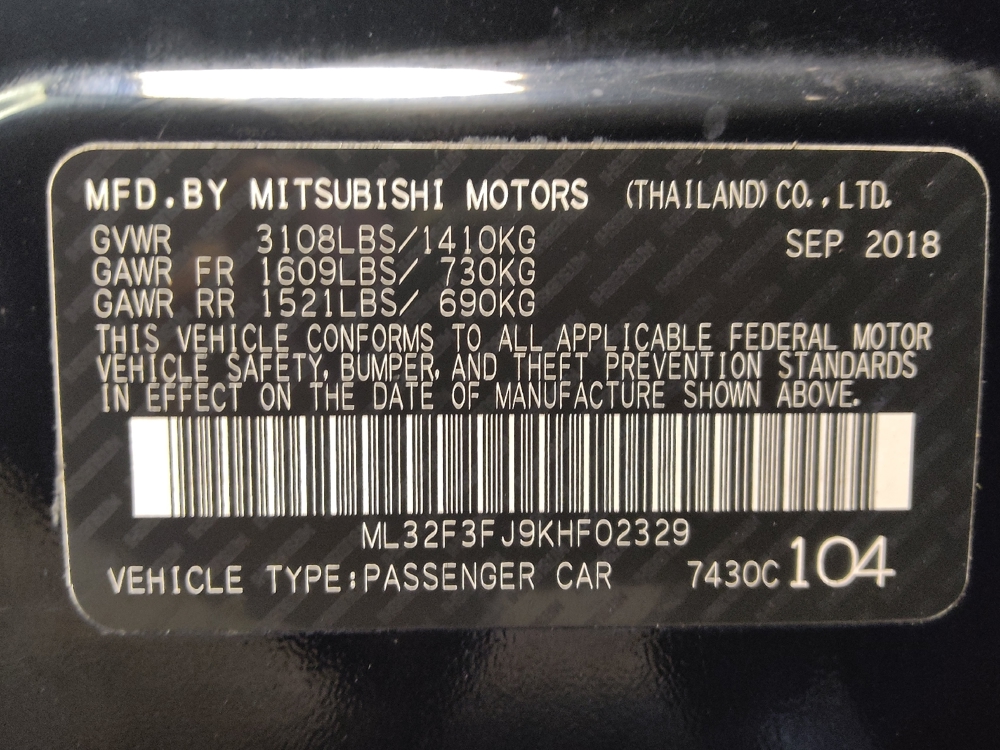 MFD.BY MITSUBISHI MOTORS (THAILAND) CO., LTD.
GVWR 3108LBS/1410KG SEP 2018
GAWR FR 1609LBS/ 730KG
GAWR RR 1521LBS/ 690KG
THIS VEHICLE CONFORMS TO ALL APPLICABLE FEDERAL MOTOR
VEHICLE SAFETY, BUMPER, AND THEFT PREVENTION STANDARDS
IN EFFECT ON THE DATE OF MANUFACTURE SHOWN ABOVE.
ML32F3FJ9KHF02329
VEHICLE TYPE:PASSENGER CAR 7430C104